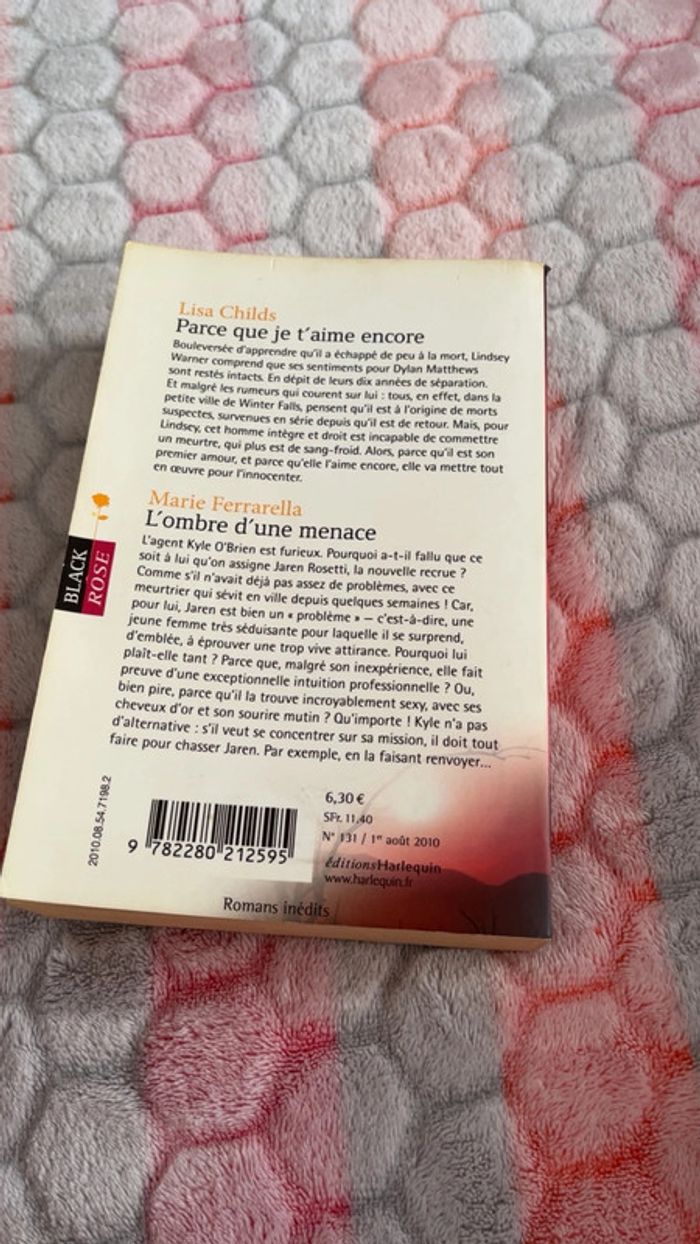 Lisa Childs
Parce que je t'aime encore
Bouleversée d'apprendre qu'il a échappé de peu à la mort, Lindsey
Warner comprend que ses sentiments pour Dylan Matthews
sont restés intacts. En dépit de leurs dix années de séparation.
Et malgré les rumeurs qui courent sur lui : tous, en effet, dans la
petite ville de Winter Falls, pensent qu'il est à l'origine de morts
suspectes, survenues en série depuis qu'il est de retour. Mais, pour
Lindsey, cet homme intègre et droit est incapable de commettre
un meurtre, qui plus est de sang-froid. Alors, parce qu'il est son
premier amour, et parce qu'elle l'aime encore, elle va mettre tout
en œuvre pour l'innocenter.
Marie Ferrarella
L'ombre d'une menace
L'agent Kyle O'Brien est furieux. Pourquoi a-t-il fallu que ce
soit à lui qu'on assigne Jaren Rosetti, la nouvelle recrue ?
Comme s'il n'avait déjà pas assez de problèmes, avec ce
meurtrier qui sévit en ville depuis quelques semaines ! Car,
pour lui, Jaren est bien un « problème » – c'est-à-dire, une
jeune femme très séduisante pour laquelle il se surprend,
d'emblée, à éprouver une trop vive attirance. Pourquoi lui
plaît-elle tant ? Parce que, malgré son inexpérience, elle fait
preuve d'une exceptionnelle intuition professionnelle ? Ou,
bien pire, parce qu'il la trouve incroyablement sexy, avec ses
cheveux d'or et son sourire mutin ? Qu'importe ! Kyle n'a pas
d'alternative : s'il veut se concentrer sur sa mission, il doit tout
faire pour chasser Jaren. Par exemple, en la faisant renvoyer...
BLACK
ROSE
2010.08.54.7198.2
9 782280 212595
6,30 €
SFr. 11.40
N° 131 / 1er août 2010
éditionsHarlequin
www.harlequin.fr
Romans inédits